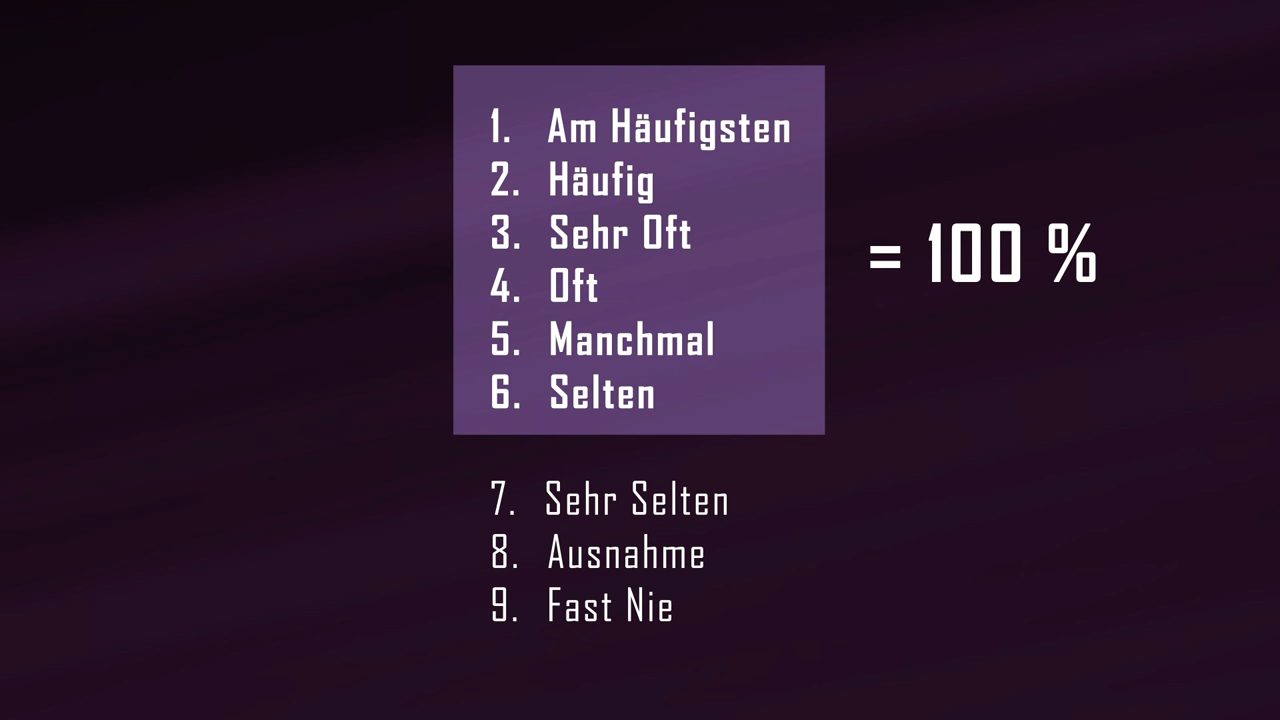 1. Am Häufigsten
2. Häufig
3. Sehr Oft
4. Oft
5. Manchmal
6. Selten
= 100 %
7. Sehr Selten
8. Ausnahme
9. Fast Nie